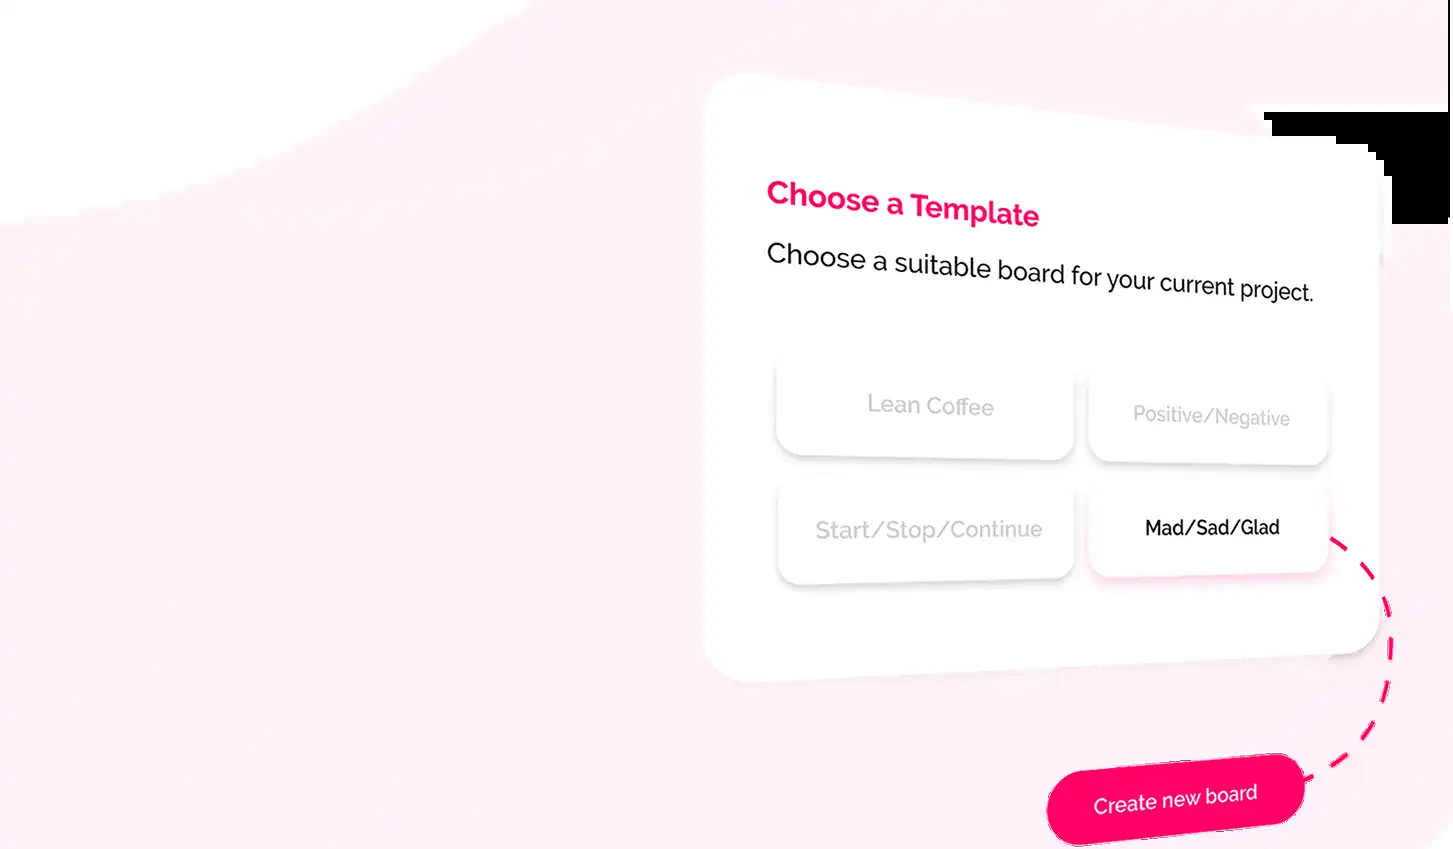 Choose a Template
Choose a suitable board for your current project.
Lean Coffee
Positive/Negative
Start/Stop/Continue
Mad/Sad/Glad
Create new board